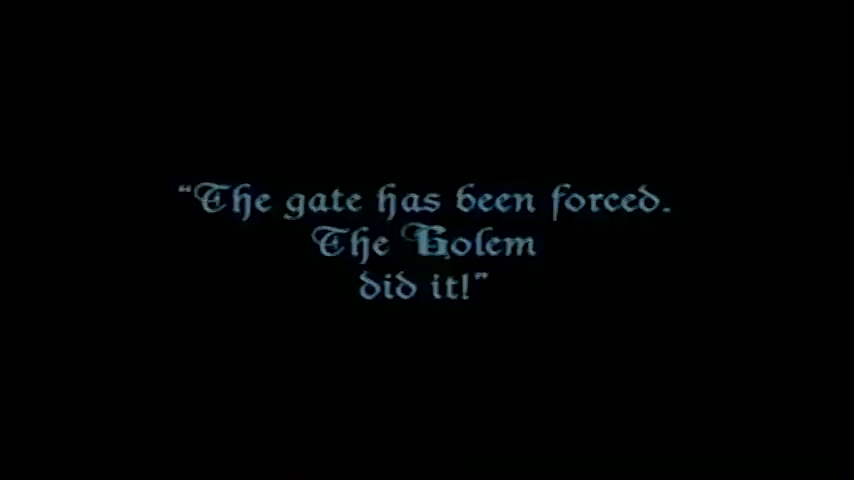 “The gate has been forced.
The Golem
did it!”